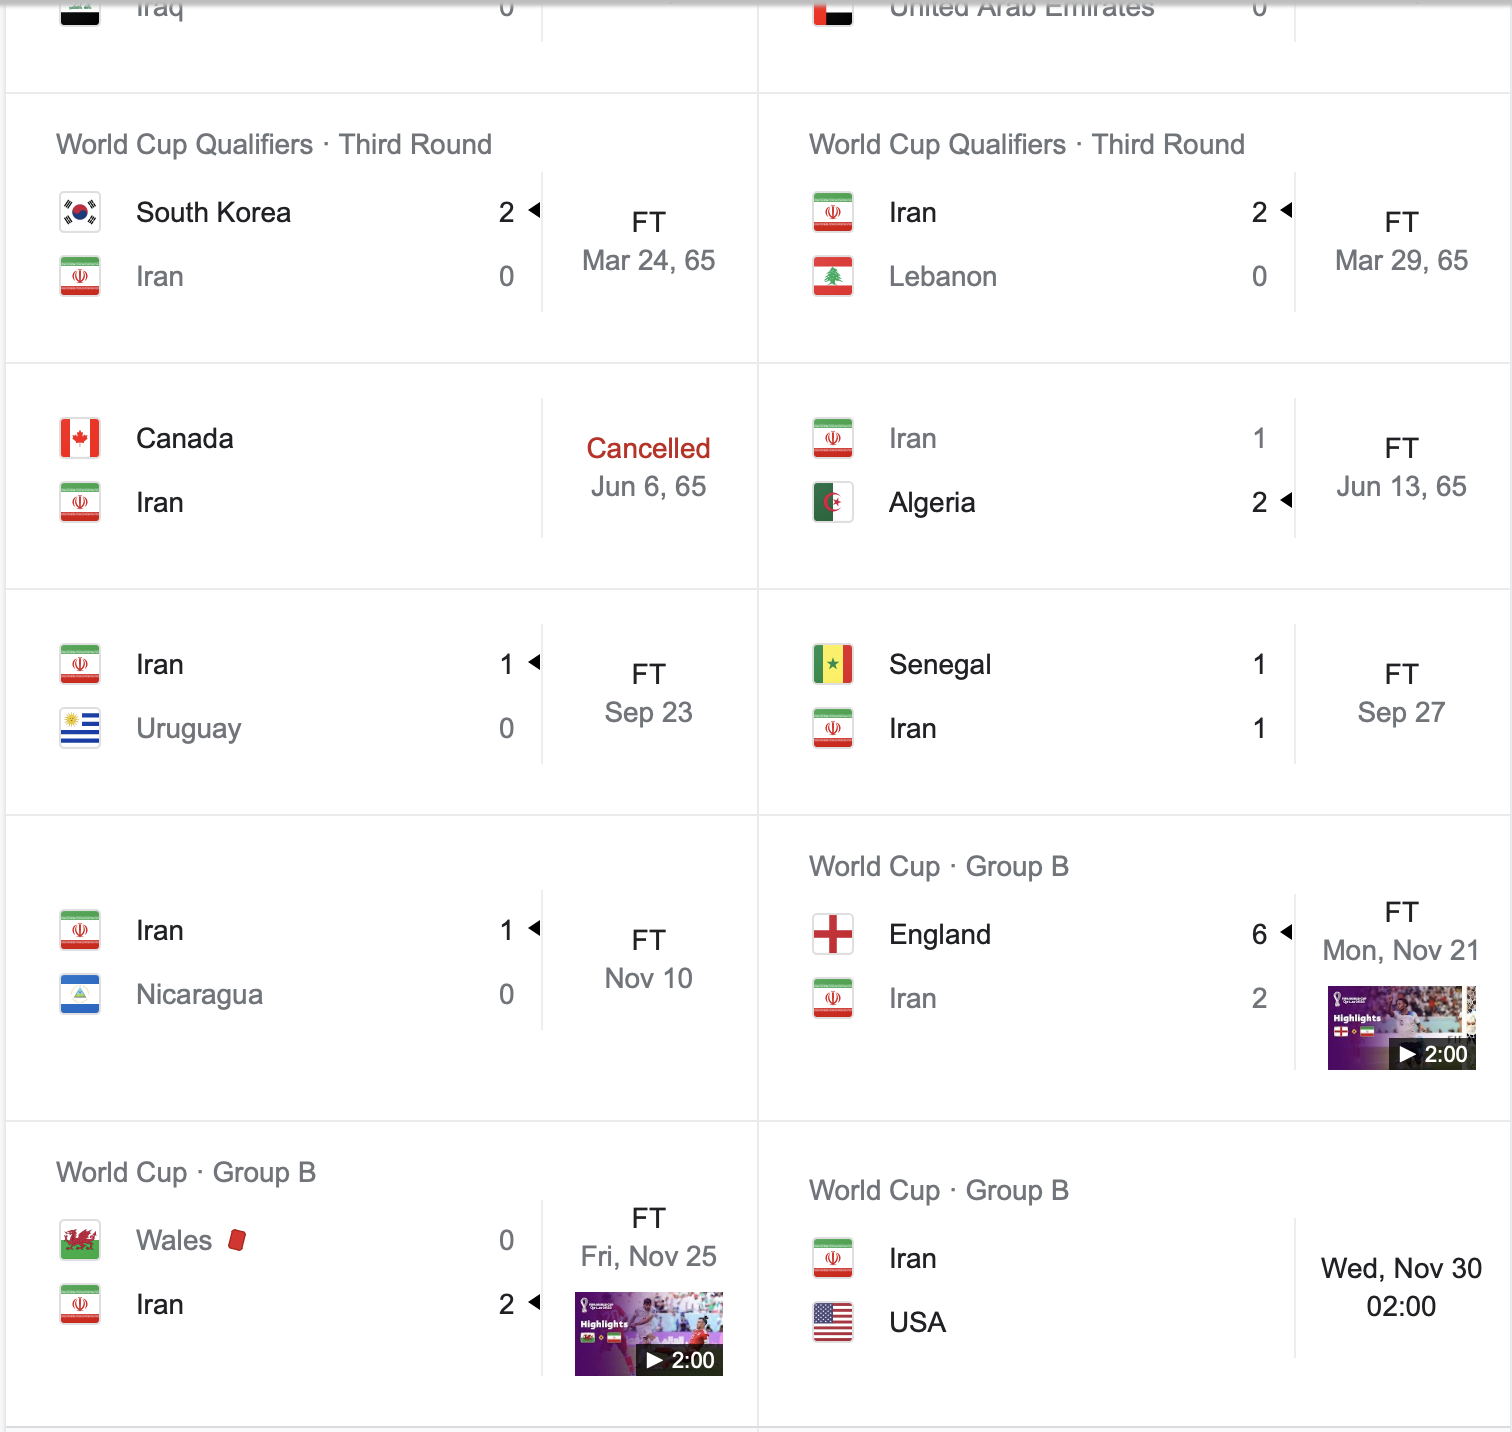 Iraq 0
United Arab Emirates 0
World Cup Qualifiers · Third Round
South Korea 2
Iran 0
FT
Mar 24, 65
World Cup Qualifiers · Third Round
Iran 2
Lebanon 0
FT
Mar 29, 65
Canada
Iran
Cancelled
Jun 6, 65
Iran 1
Algeria 2
FT
Jun 13, 65
Iran 1
Uruguay 0
FT
Sep 23
Senegal 1
Iran 1
FT
Sep 27
Iran 1
Nicaragua 0
FT
Nov 10
World Cup · Group B
England 6
Iran 2
FT
Mon, Nov 21
Highlights
2:00
World Cup · Group B
Wales 0
Iran 2
FT
Fri, Nov 25
Highlights
2:00
World Cup · Group B
Iran
USA
Wed, Nov 30
02:00